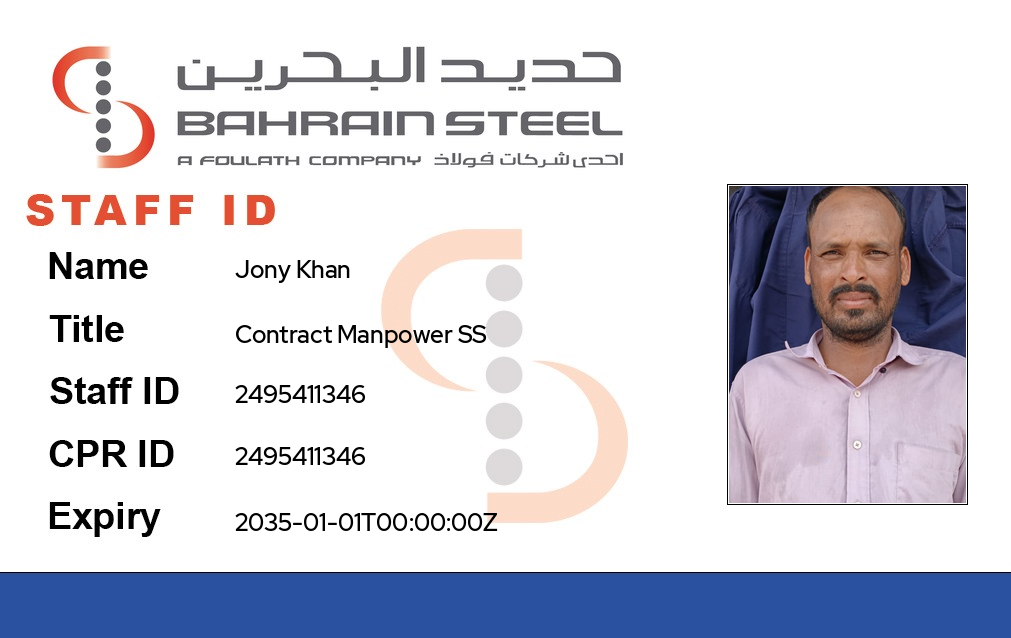 حديد البحرين
BAHRAIN STEEL
A FOULATH COMPANY احدى شركات فولاذ
STAFF ID
Name Jony Khan
Title Contract Manpower SS
Staff ID 2495411346
CPR ID 2495411346
Expiry 2035-01-01T00:00:00Z